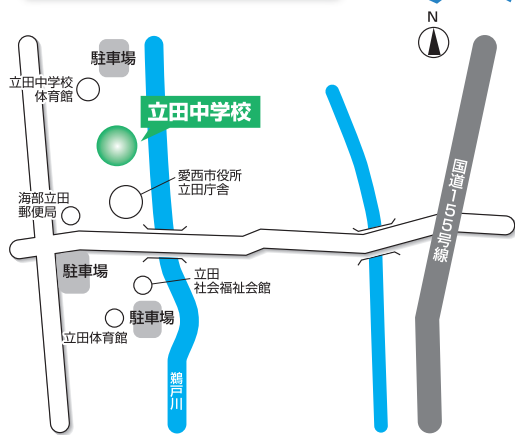 N
駐車場
立田中学校
体育館
立田中学校
愛西市役所
立田庁舎
海部立田
郵便局
国道155号線
駐車場
立田
社会福祉会館
駐車場
立田体育館
鵜戸川